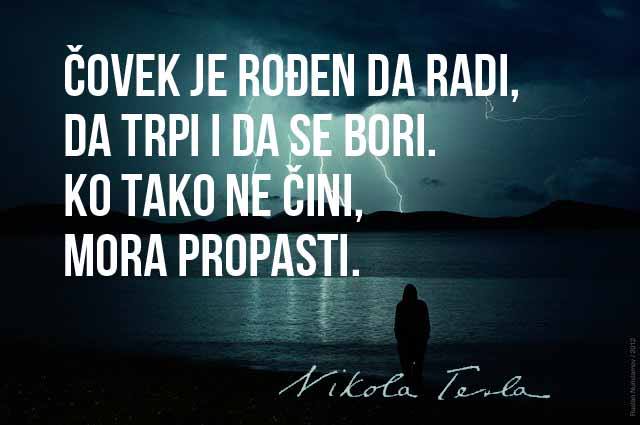 ČOVEK JE ROĐEN DA RADI,
DA TRPI I DA SE BORI.
KO TAKO NE ČINI,
MORA PROPASTI.
Nikola Tesla